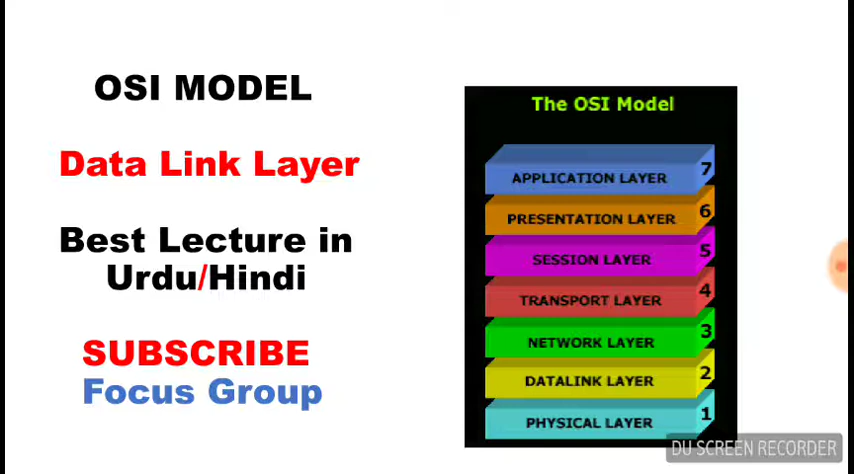 OSI MODEL
Data Link Layer
Best Lecture in
Urdu/Hindi
SUBSCRIBE
Focus Group
The OSI Model
APPLICATION LAYER 7
PRESENTATION LAYER 6
SESSION LAYER 5
TRANSPORT LAYER 4
NETWORK LAYER 3
DATALINK LAYER 2
PHYSICAL LAYER 1
DU SCREEN RECORDER